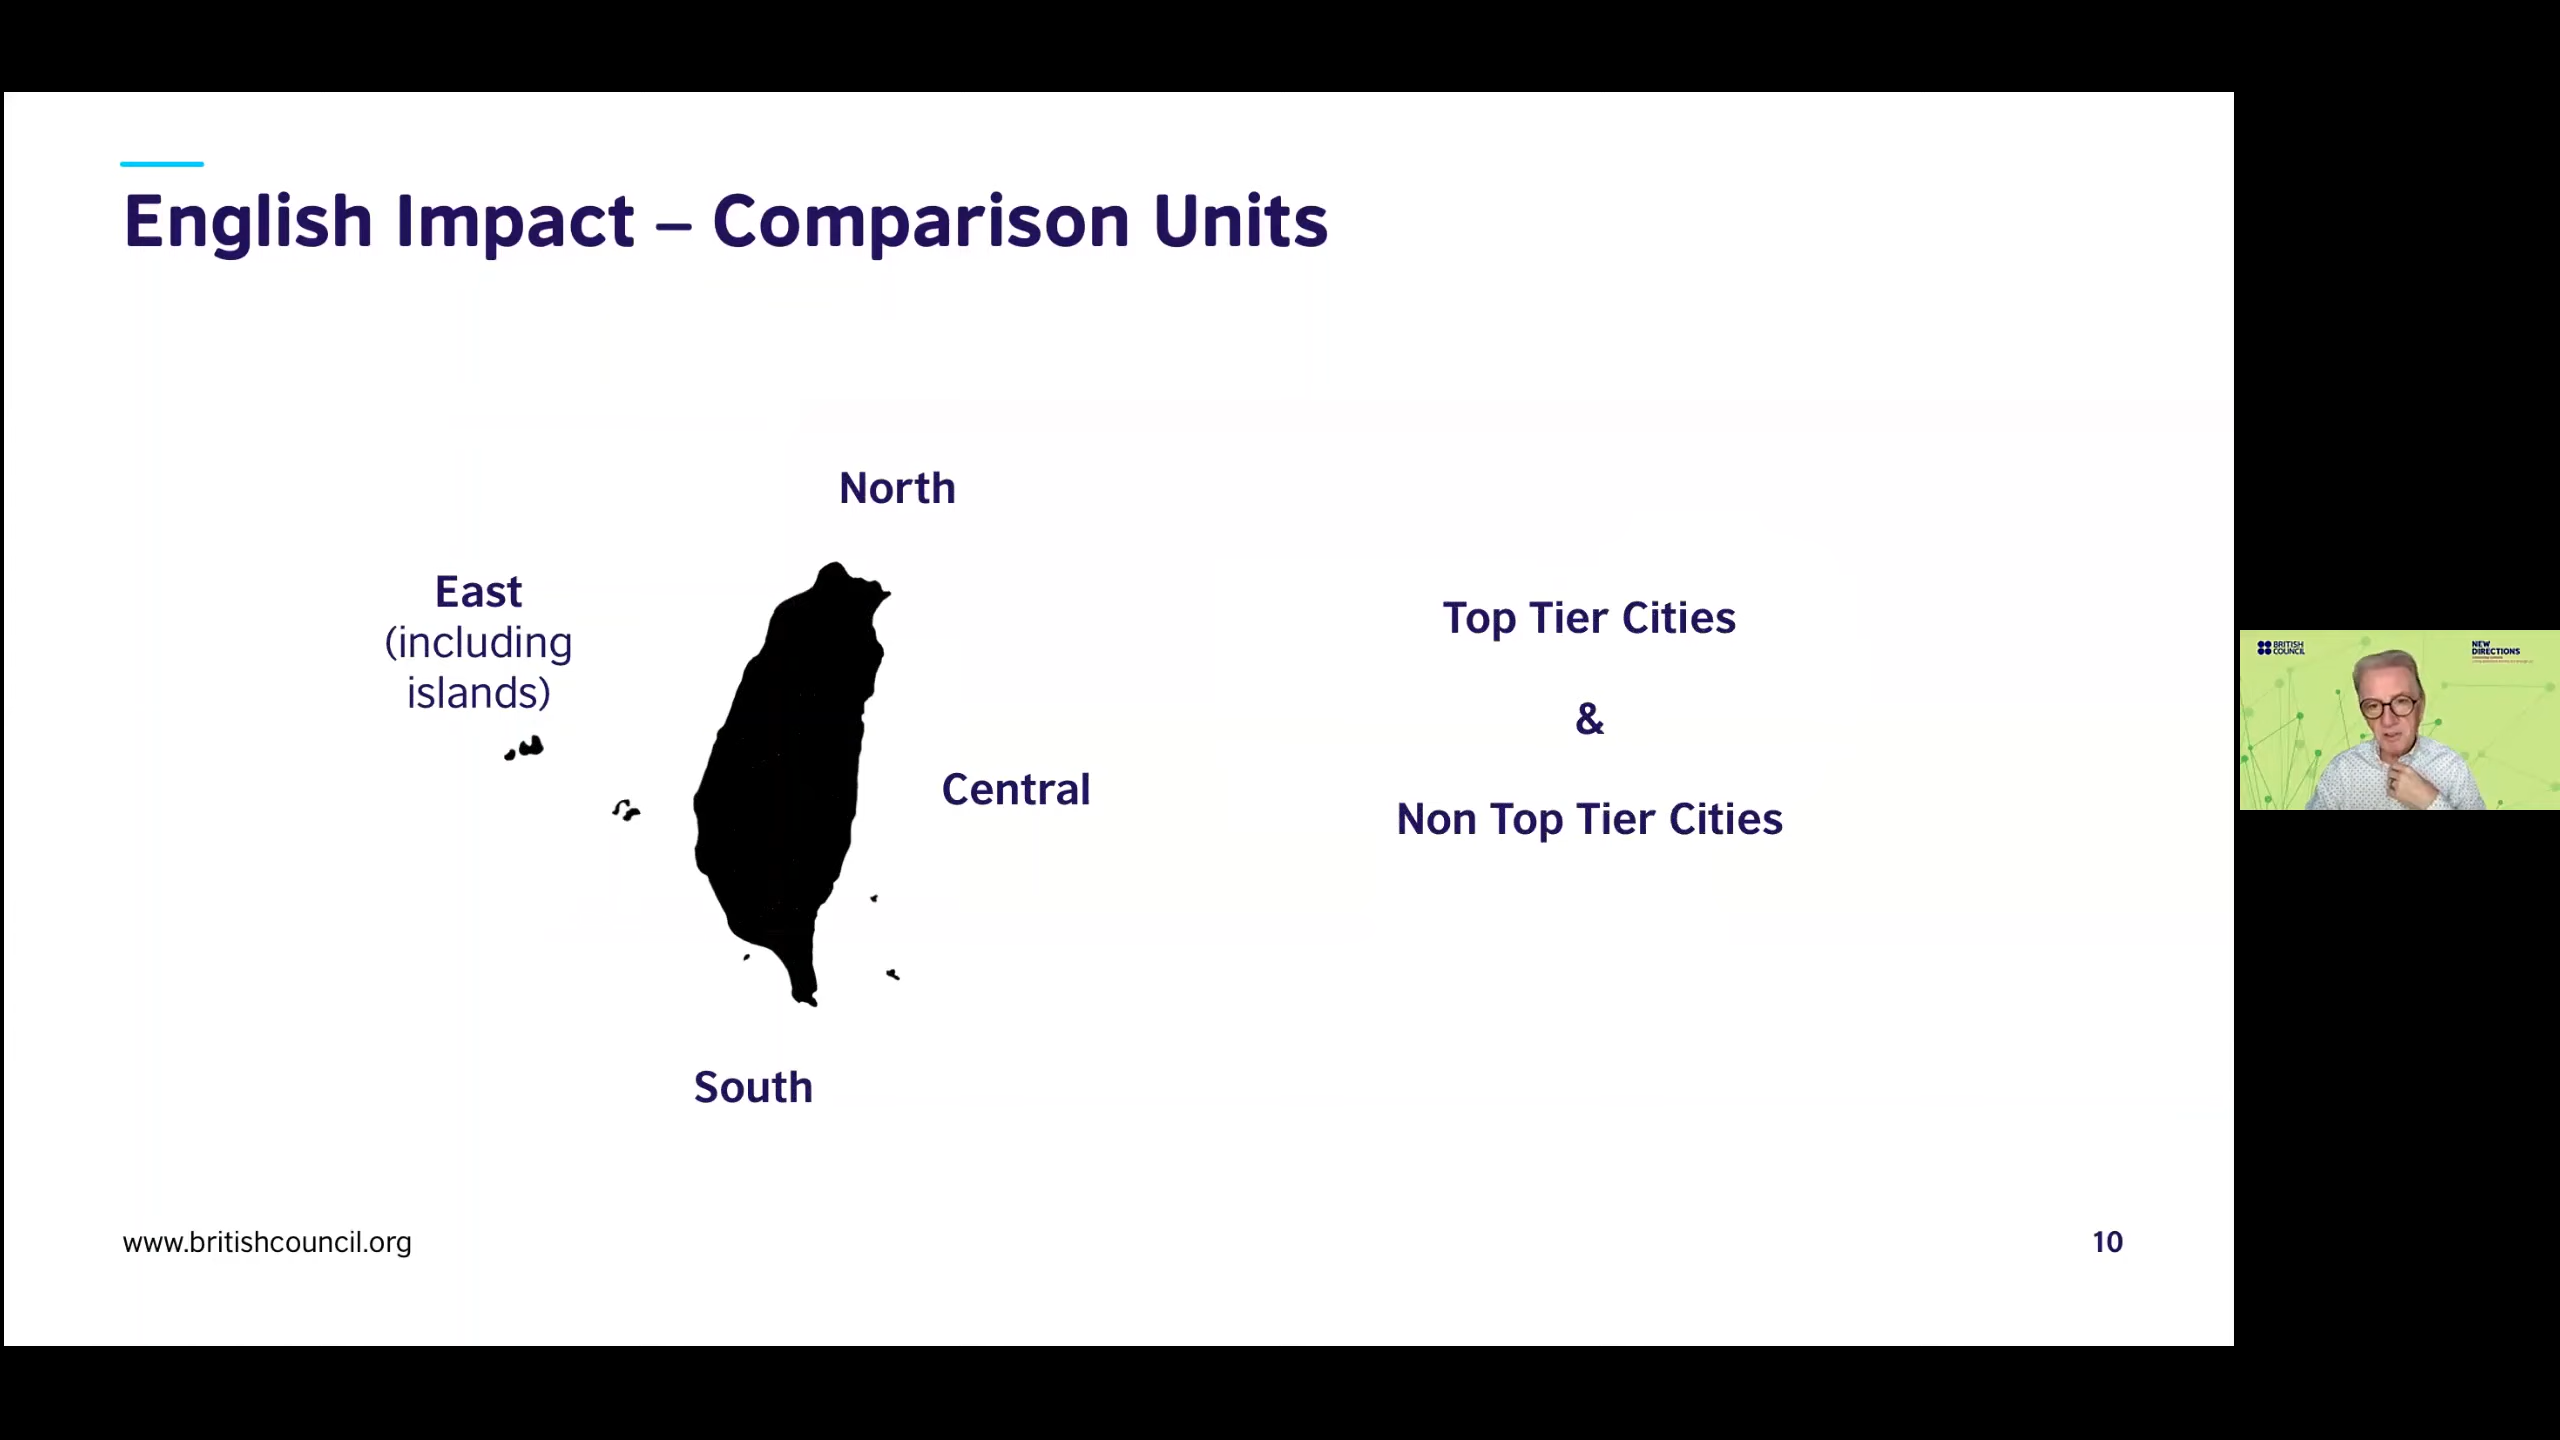 English Impact – Comparison Units
North
East
(including
islands)
Central
South
Top Tier Cities
&
Non Top Tier Cities
www.britishcouncil.org
10
BRITISH
COUNCIL
NEW
DIRECTIONS